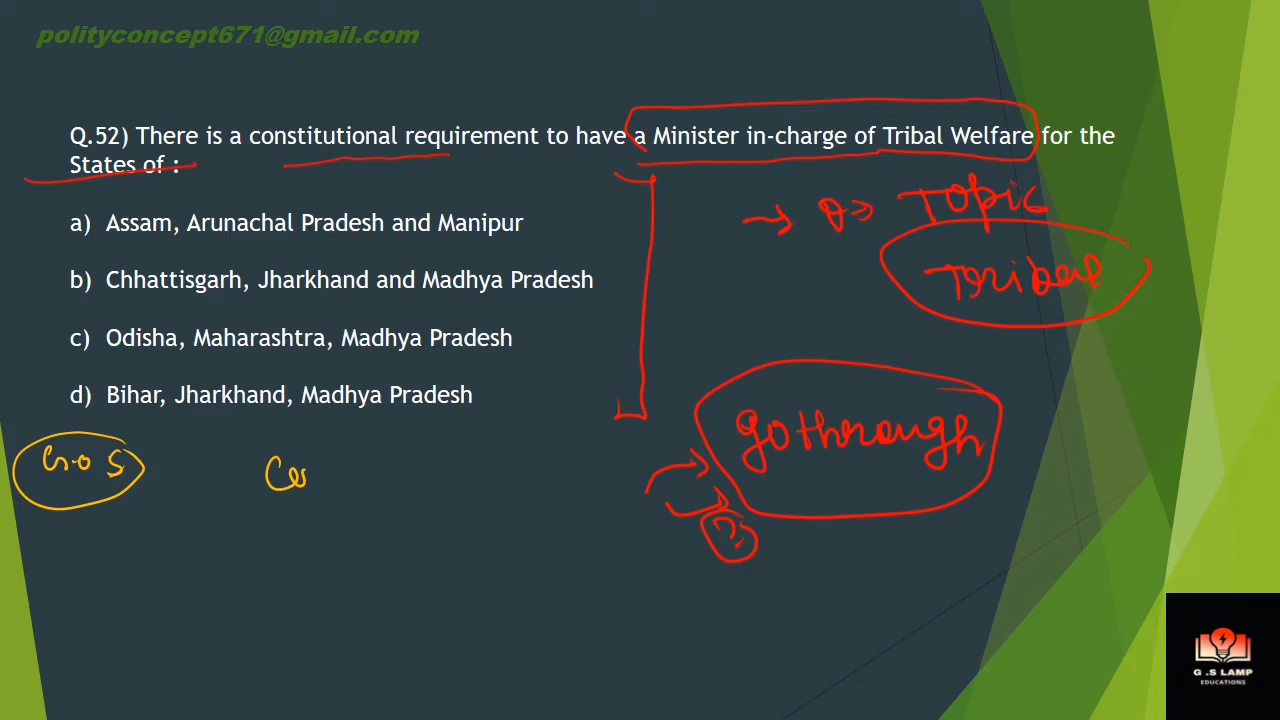 polityconcept671@gmail.com
Q.52) There is a constitutional requirement to have a Minister in-charge of Tribal Welfare for the
States of :
a) Assam, Arunachal Pradesh and Manipur
b) Chhattisgarh, Jharkhand and Madhya Pradesh
c) Odisha, Maharashtra, Madhya Pradesh
d) Bihar, Jharkhand, Madhya Pradesh
Topic
go through
G .S LAMP
EDUCATIONS